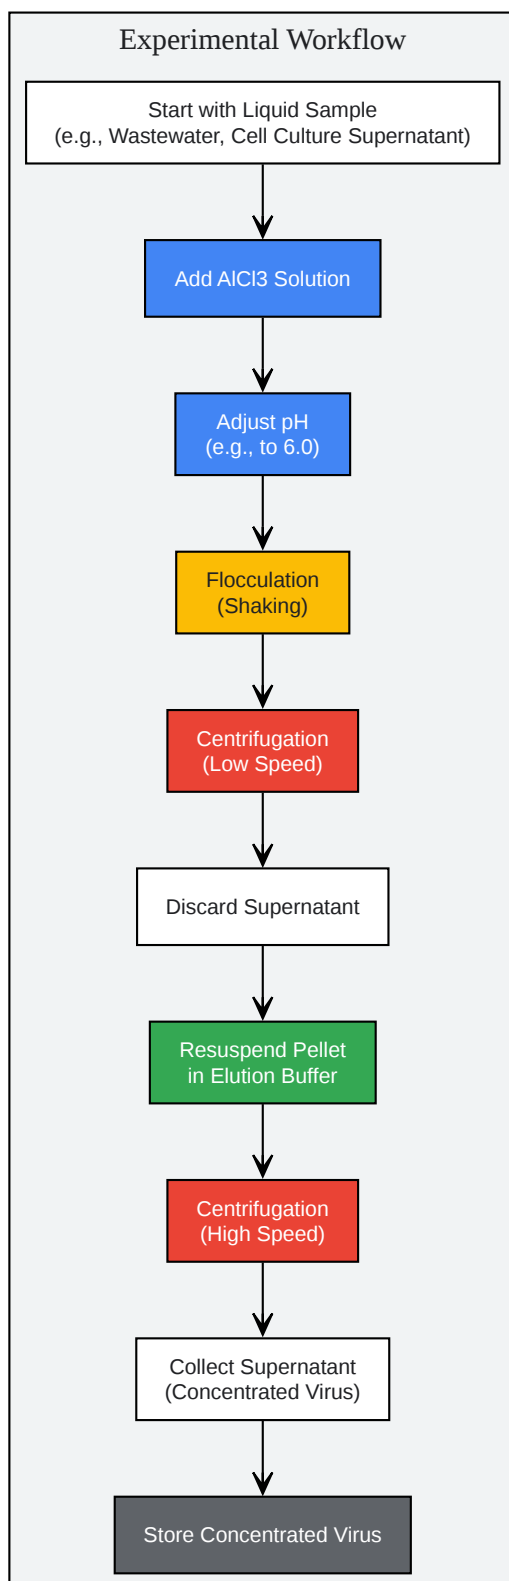 Experimental Workflow
Start with Liquid Sample
(e.g., Wastewater, Cell Culture Supernatant)
Add AlCl3 Solution
Adjust pH
(e.g., to 6.0)
Flocculation
(Shaking)
Centrifugation
(Low Speed)
Discard Supernatant
Resuspend Pellet
in Elution Buffer
Centrifugation
(High Speed)
Collect Supernatant
(Concentrated Virus)
Store Concentrated Virus